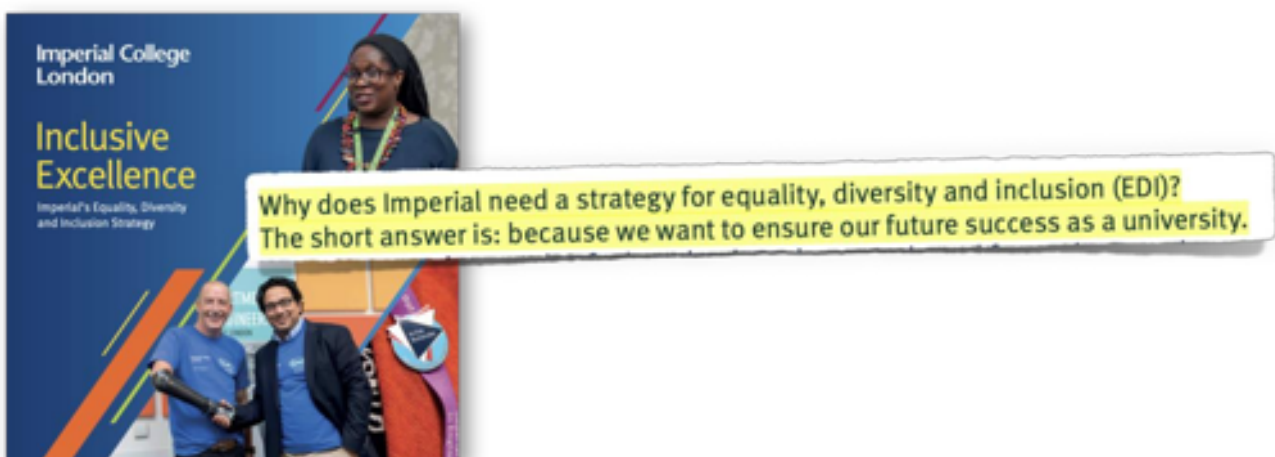 Imperial College
London
Inclusive
Excellence
Imperial's Equality, Diversity
and Inclusion Strategy
Why does Imperial need a strategy for equality, diversity and inclusion (EDI)?
The short answer is: because we want to ensure our future success as a university.